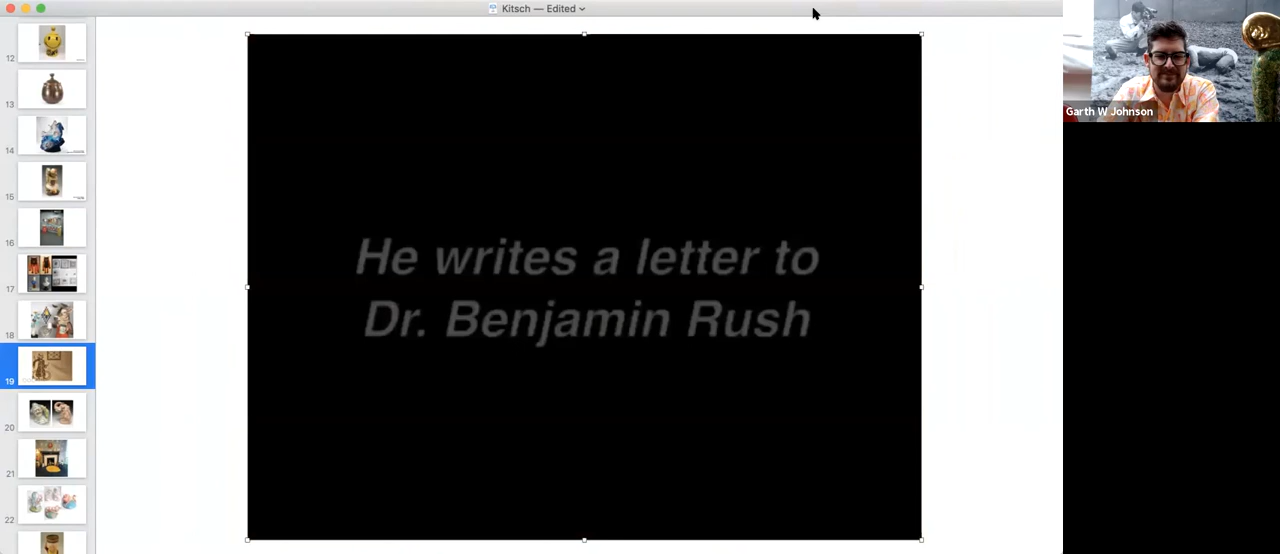 Kitsch — Edited
Garth W Johnson
12
13
14
15
16
17
18
19
20
21
22
He writes a letter to
Dr. Benjamin Rush